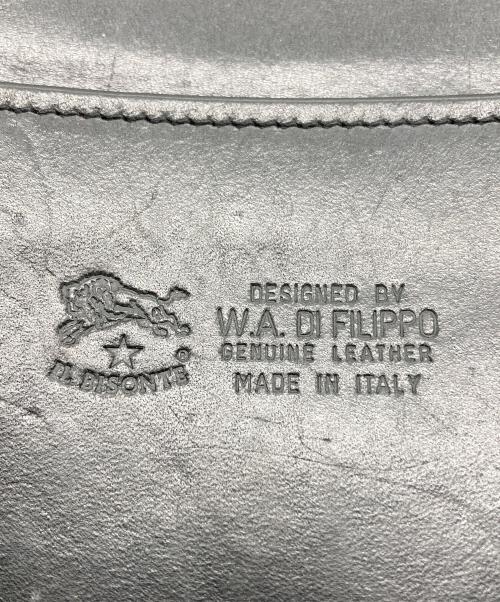 IL BISONTE ®
DESIGNED BY
W.A. DI FILIPPO
GENUINE LEATHER
MADE IN ITALY